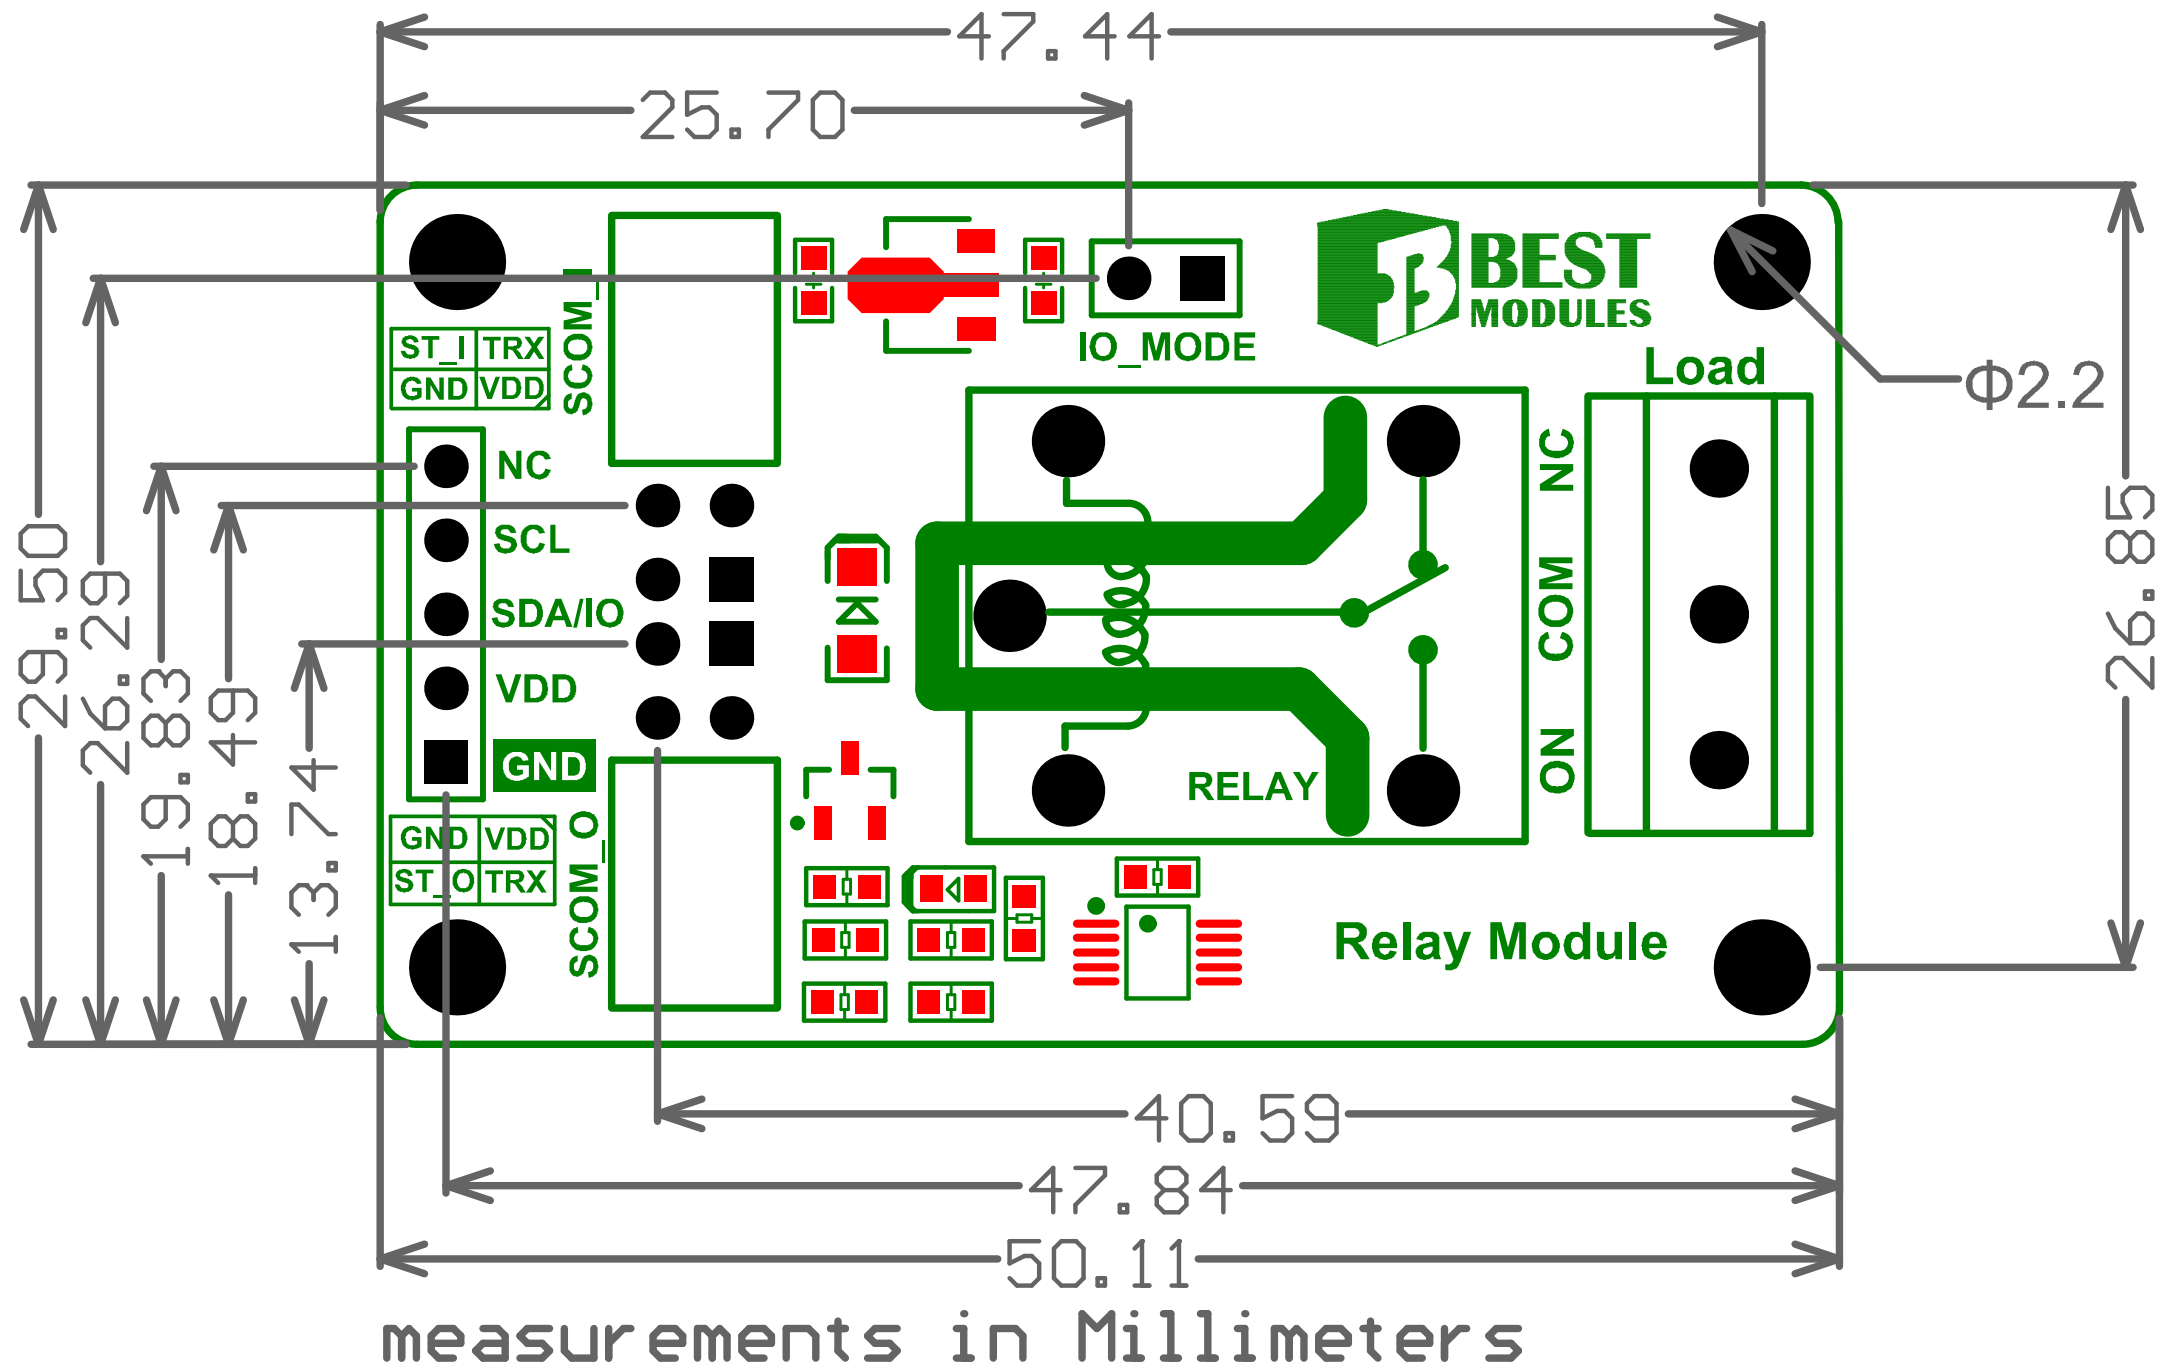 47.44
25.70
BEST
MODULES
SCOM_I
IO_MODE
ST_I TRX
GND VDD
Load
Φ2.2
NC
SCL
SDA/IO
VDD
GND
NC
COM
ON
RELAY
29.50
26.29
19.83
18.49
13.74
26.85
GND VDD
ST_O TRX
SCOM_O
Relay Module
40.59
47.84
50.11
measurements in Millimeters